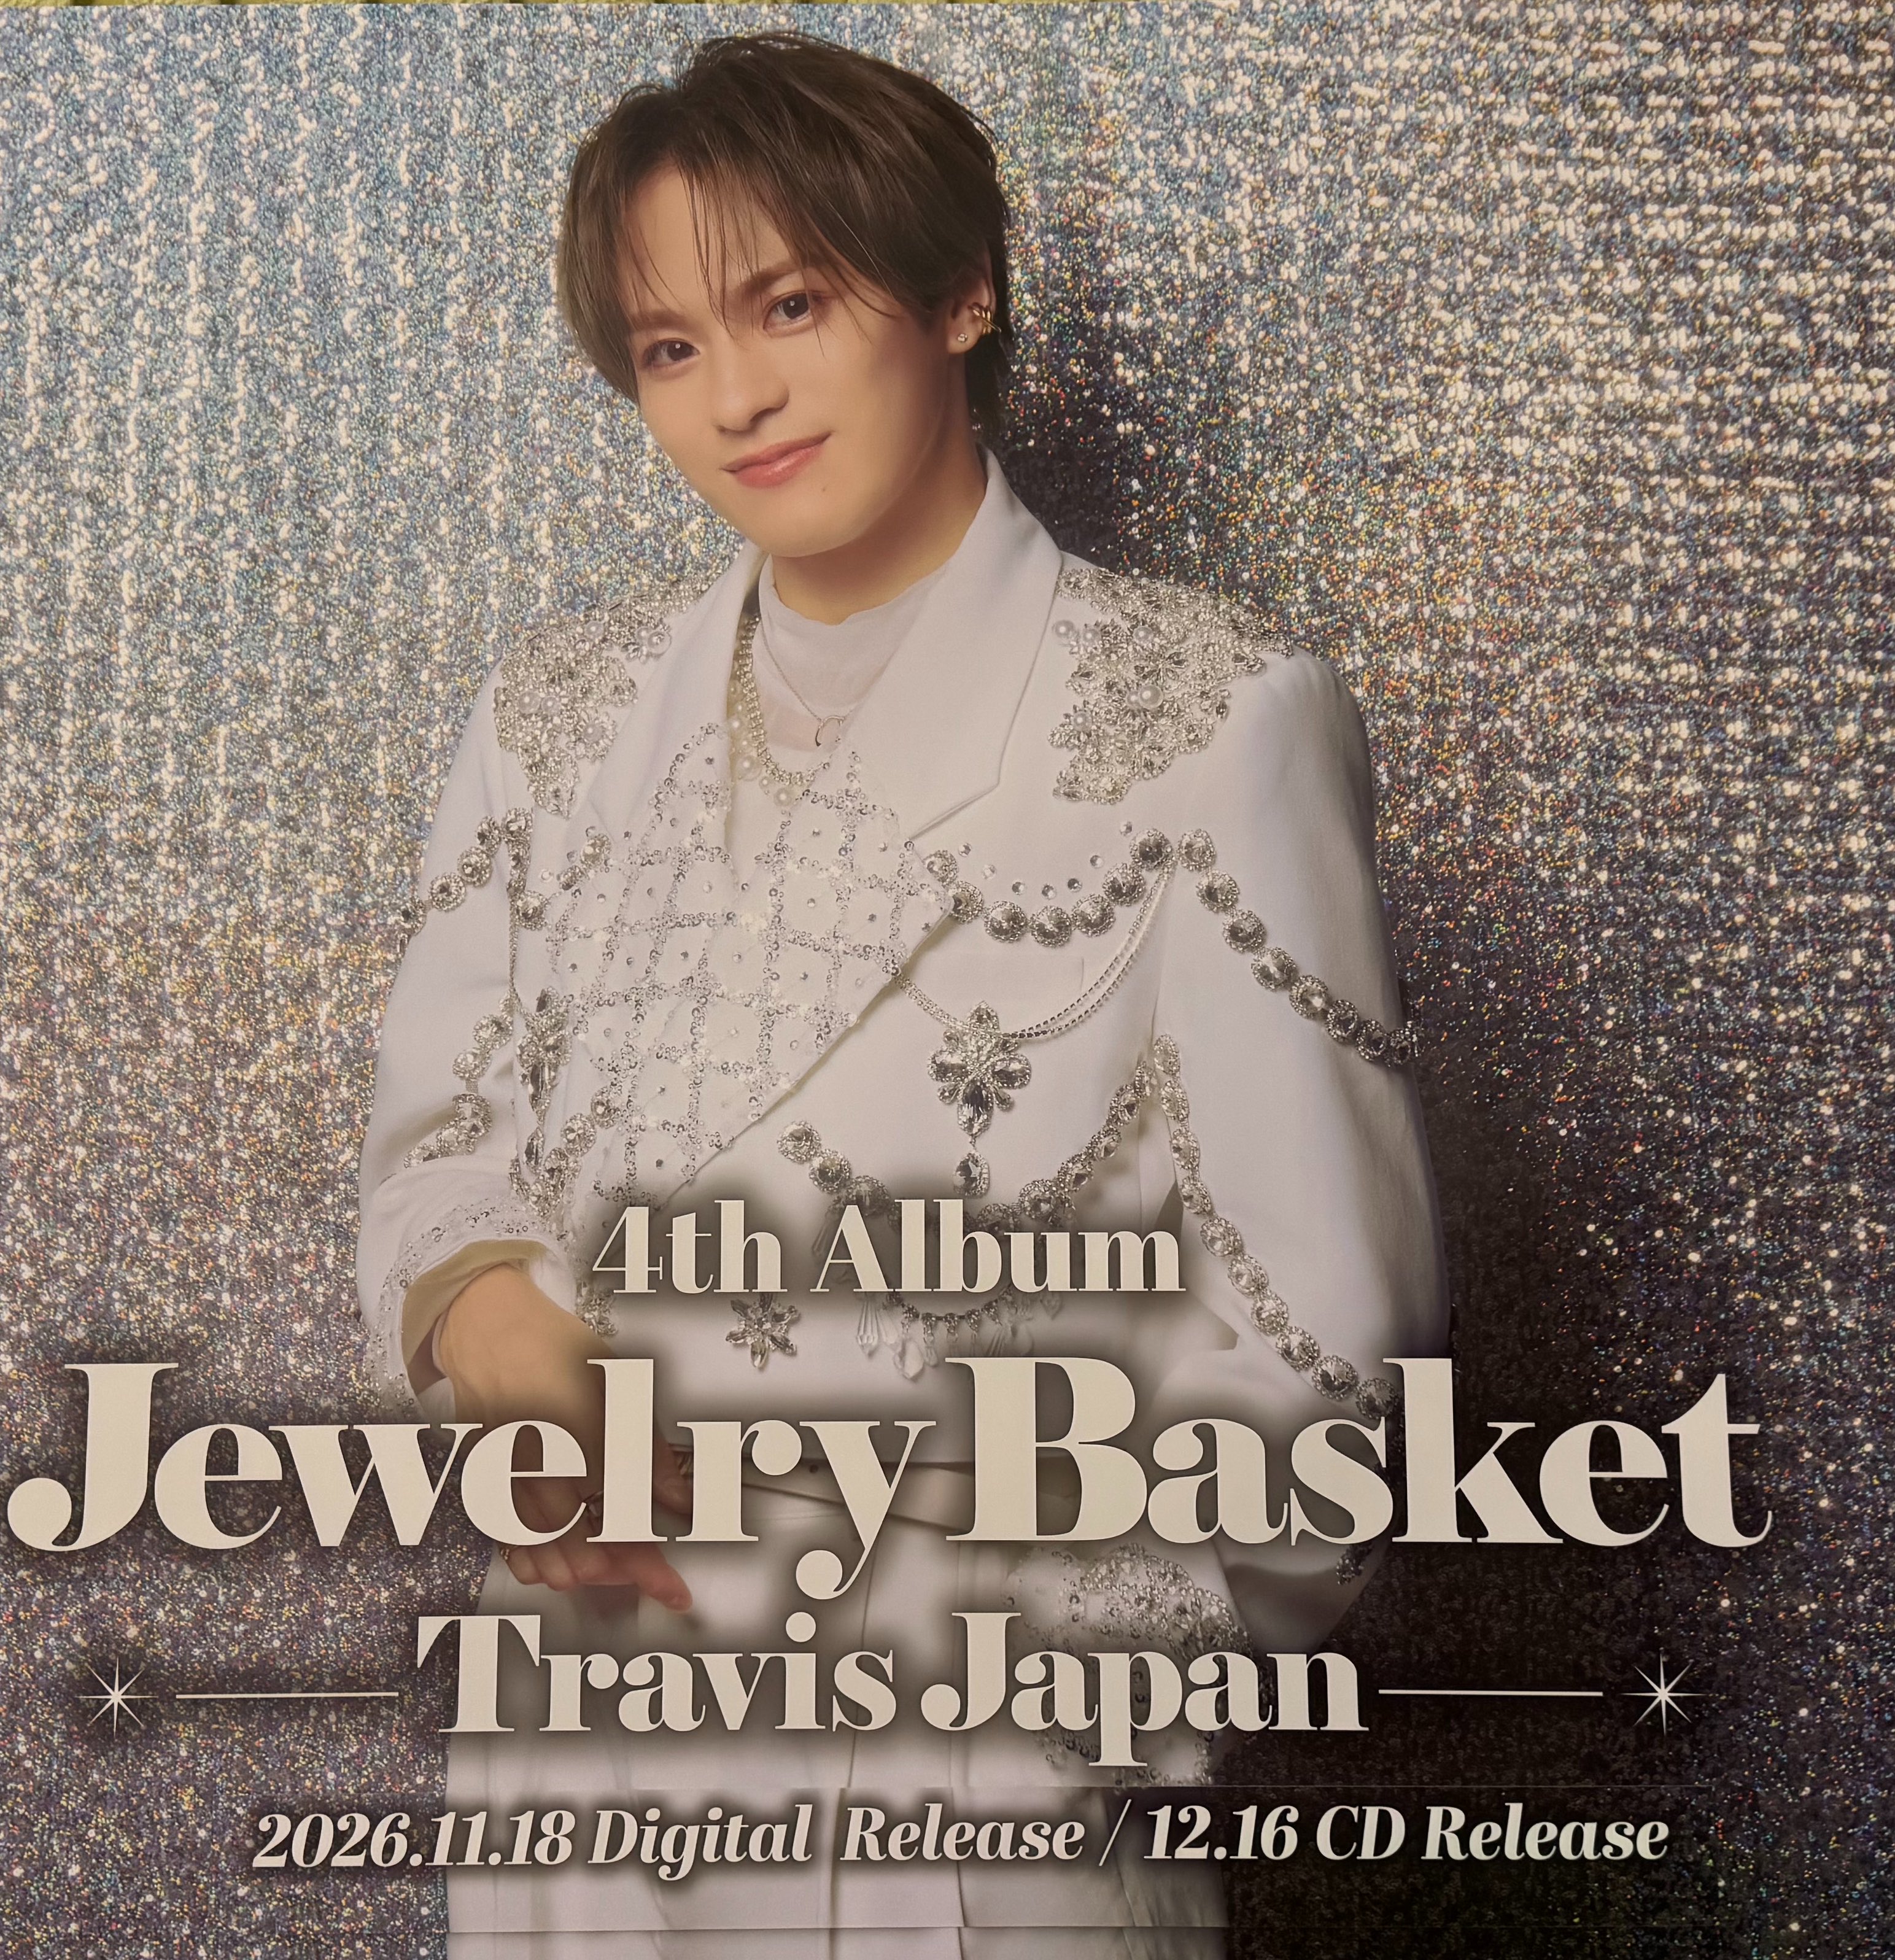 4th Album
Jewelry Basket
Travis Japan
2026.11.18 Digital Release / 12.16 CD Release